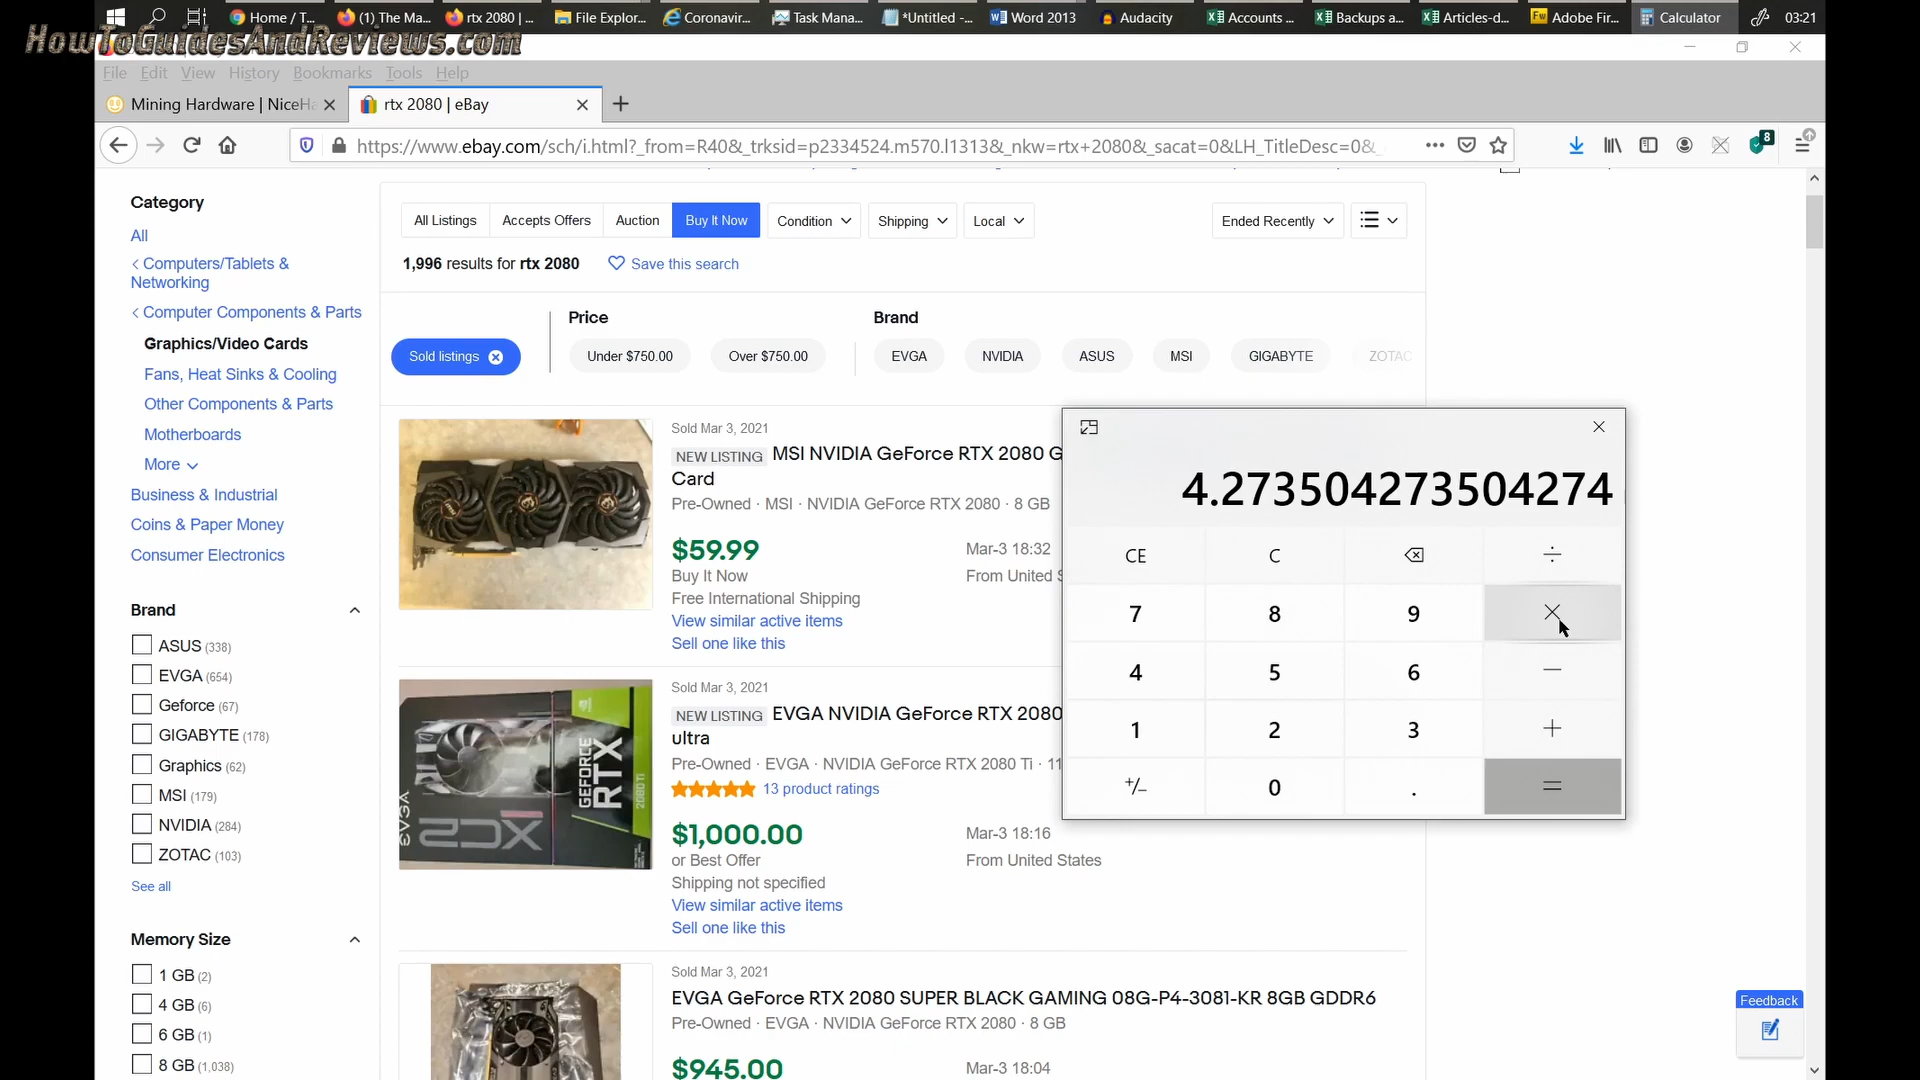 Home / T...
(1) The Ma...
rtx 2080 | ...
File Explor...
Coronavir...
Task Mana...
*Untitled -...
Word 2013
Audacity
Accounts ...
Backups a...
Articles-d...
Adobe Fir...
Calculator
03:21
HowToGuidesAndReviews.com
File Edit View History Bookmarks Tools Help
Mining Hardware | NiceHa
rtx 2080 | eBay
https://www.ebay.com/sch/i.html?_from=R40&_trksid=p2334524.m570.l1313&_nkw=rtx+2080&_sacat=0&LH_TitleDesc=0&_
8
Category
All
Computers/Tablets &
Networking
Computer Components & Parts
Graphics/Video Cards
Fans, Heat Sinks & Cooling
Other Components & Parts
Motherboards
More
Business & Industrial
Coins & Paper Money
Consumer Electronics
Brand
ASUS (338)
EVGA (654)
Geforce (67)
GIGABYTE (178)
Graphics (62)
MSI (179)
NVIDIA (284)
ZOTAC (103)
See all
Memory Size
1 GB (2)
4 GB (6)
6 GB (1)
8 GB (1,038)
All Listings Accepts Offers Auction Buy It Now Condition Shipping Local Ended Recently
1,996 results for rtx 2080 Save this search
Price Brand
Sold listings Under $750.00 Over $750.00 EVGA NVIDIA ASUS MSI GIGABYTE ZOTAC
Sold Mar 3, 2021
NEW LISTING MSI NVIDIA GeForce RTX 2080 G
Card
Pre-Owned · MSI · NVIDIA GeForce RTX 2080 · 8 GB
$59.99 Mar-3 18:32
Buy It Now From United S
Free International Shipping
View similar active items
Sell one like this
Sold Mar 3, 2021
NEW LISTING EVGA NVIDIA GeForce RTX 2080
ultra
Pre-Owned · EVGA · NVIDIA GeForce RTX 2080 Ti · 11
13 product ratings
$1,000.00 Mar-3 18:16
or Best Offer From United States
Shipping not specified
View similar active items
Sell one like this
GEFORCE
RTX
2080 Ti
EVGA
XC2
Sold Mar 3, 2021
EVGA GeForce RTX 2080 SUPER BLACK GAMING 08G-P4-3081-KR 8GB GDDR6
Pre-Owned · EVGA · NVIDIA GeForce RTX 2080 · 8 GB
$945.00 Mar-3 18:04
4.273504273504274
CE C ÷
7 8 9 ×
4 5 6 −
1 2 3 +
+/− 0 . =
Feedback